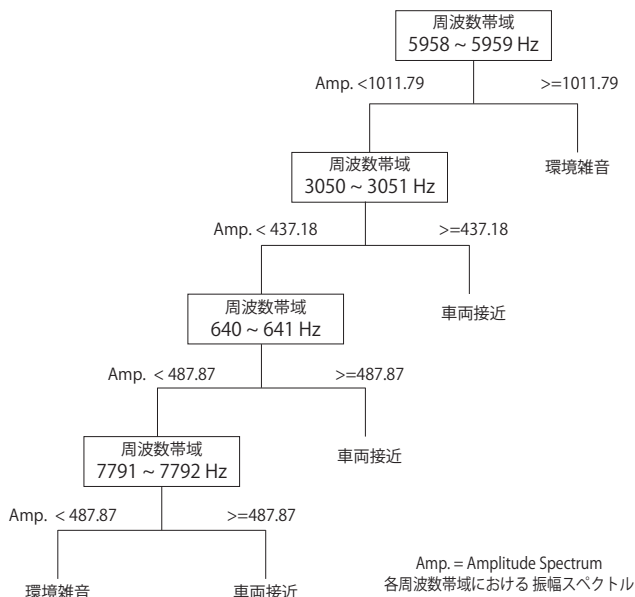 周波数帯域
5958 ~ 5959 Hz
Amp. <1011.79
>=1011.79
周波数帯域
3050 ~ 3051 Hz
環境雑音
Amp. < 437.18
>=437.18
周波数帯域
640 ~ 641 Hz
車両接近
Amp. < 487.87
>=487.87
周波数帯域
7791 ~ 7792 Hz
車両接近
Amp. < 487.87
>=487.87
環境雑音
車両接近
Amp. = Amplitude Spectrum
各周波数帯域における 振幅スペクトル